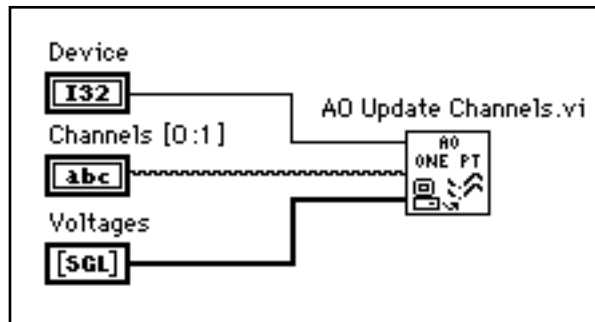 Device
I32
AO Update Channels.vi
AO
ONE PT
Channels [0:1]
abc
Voltages
[SGL]